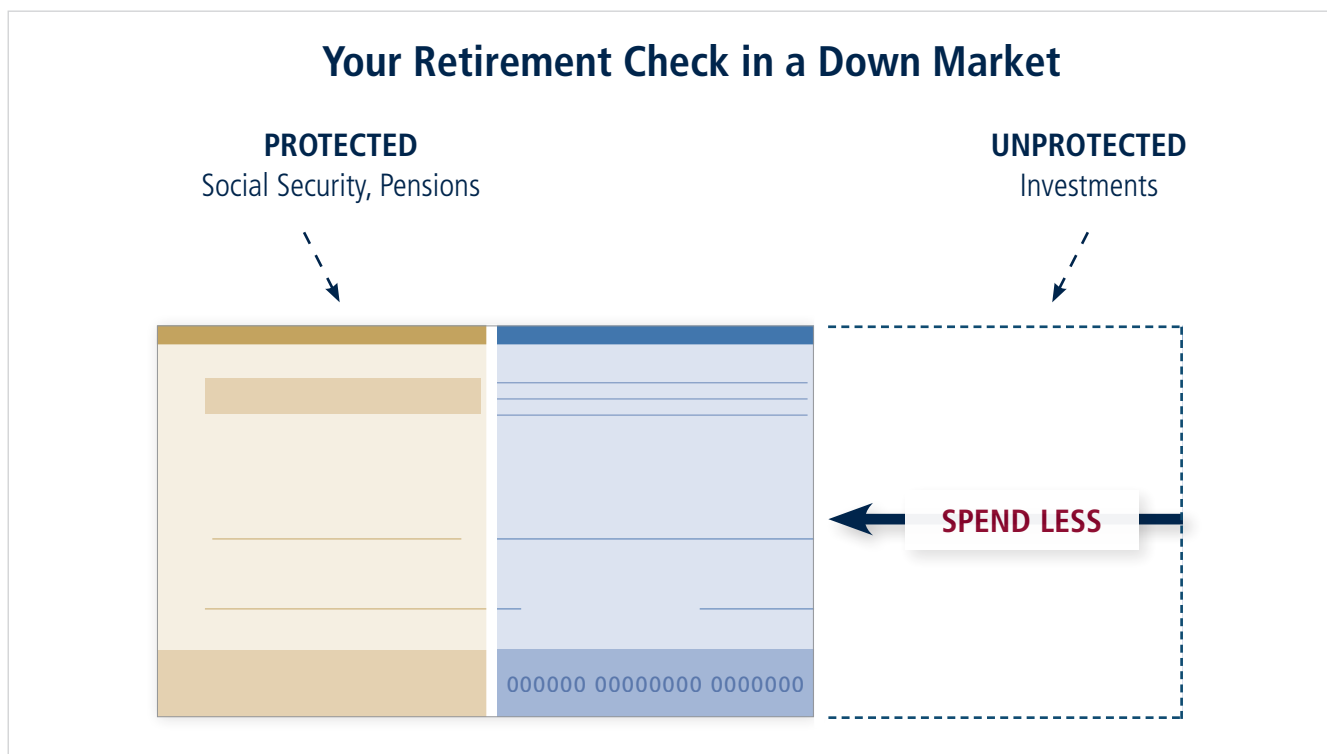 Your Retirement Check in a Down Market
PROTECTED
Social Security, Pensions
UNPROTECTED
Investments
SPEND LESS
000000 00000000 0000000